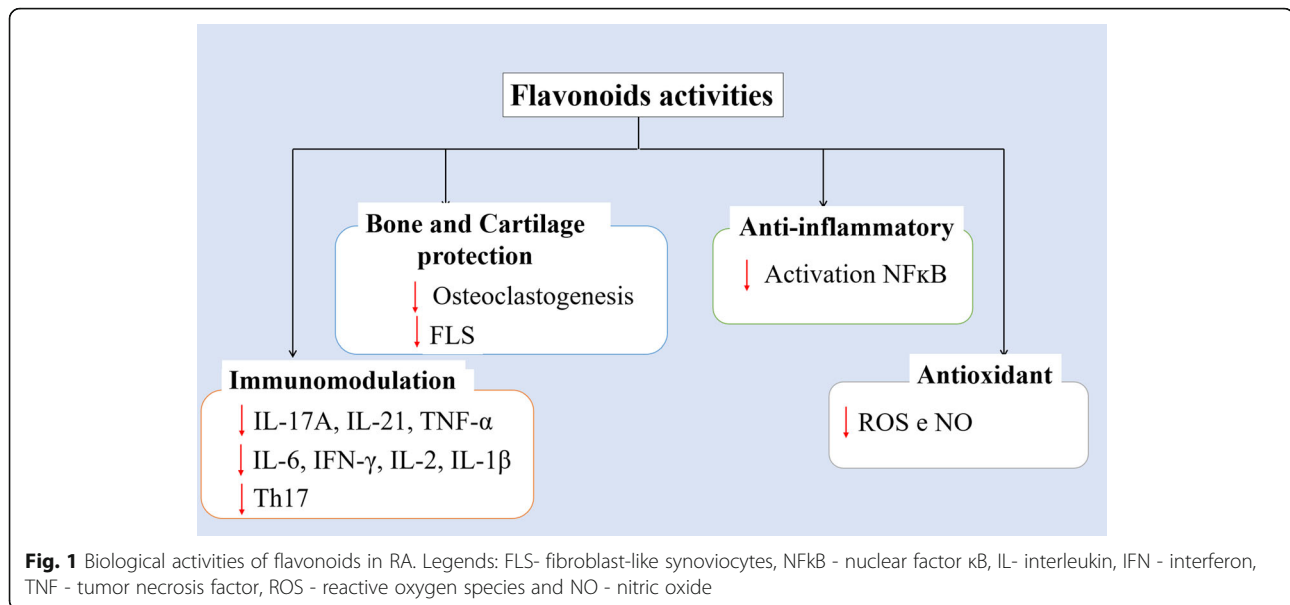 Flavonoids activities
Bone and Cartilage
protection
Osteoclastogenesis
FLS
Anti-inflammatory
Activation NFκB
Immunomodulation
IL-17A, IL-21, TNF-α
IL-6, IFN-γ, IL-2, IL-1β
Th17
Antioxidant
ROS e NO
Fig. 1 Biological activities of flavonoids in RA. Legends: FLS- fibroblast-like synoviocytes, NFkB - nuclear factor κB, IL- interleukin, IFN - interferon,
TNF - tumor necrosis factor, ROS - reactive oxygen species and NO - nitric oxide